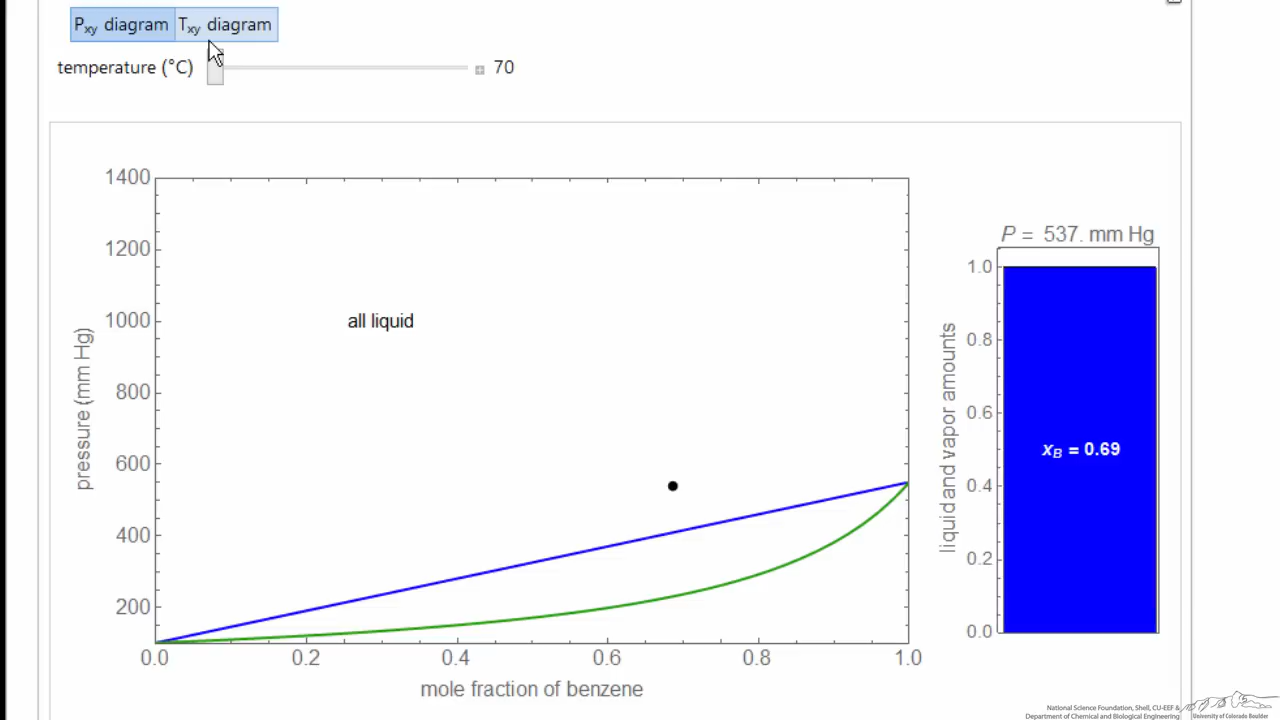 Pxy diagram Txy diagram
temperature (°C) 70
1400
1200
1000
800
600
400
200
pressure (mm Hg)
all liquid
0.0 0.2 0.4 0.6 0.8 1.0
mole fraction of benzene
P = 537. mm Hg
1.0
0.8
0.6
0.4
0.2
0.0
liquid and vapor amounts
xB = 0.69
National Science Foundation, Shell, CU-EEF &
Department of Chemical and Biological Engineering
University of Colorado Boulder